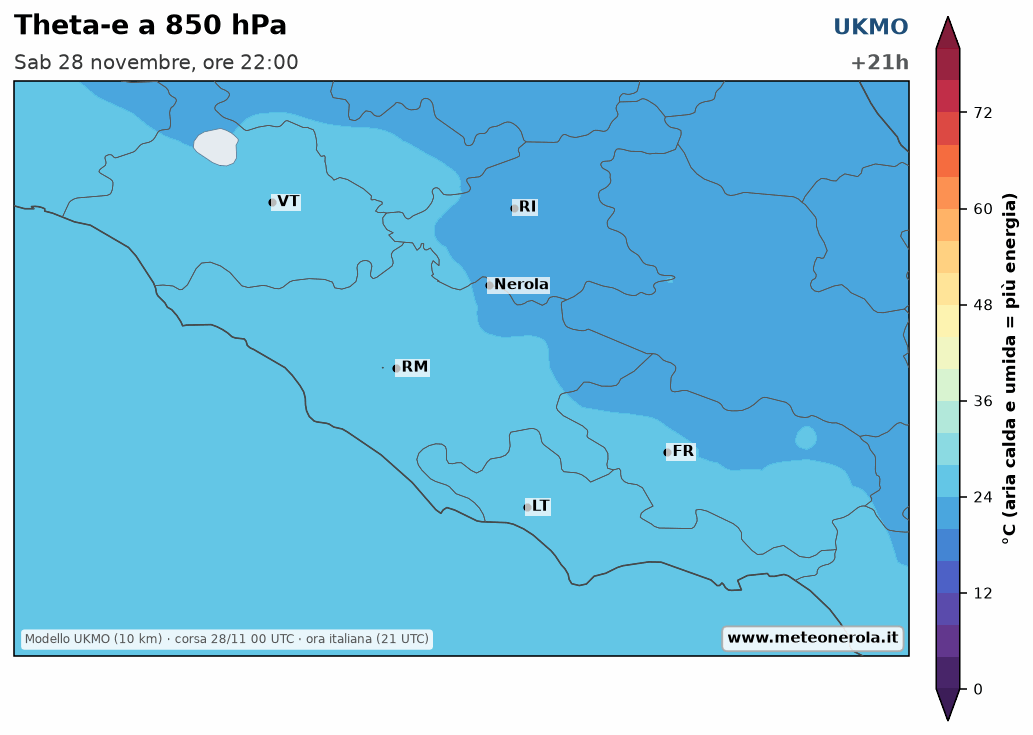 Theta-e a 850 hPa
UKMO
Sab 28 novembre, ore 22:00
+21h
VT
RI
Nerola
RM
FR
LT
72
60
48
36
24
12
0
°C (aria calda e umida = più energia)
Modello UKMO (10 km) · corsa 28/11 00 UTC · ora italiana (21 UTC)
www.meteonerola.it